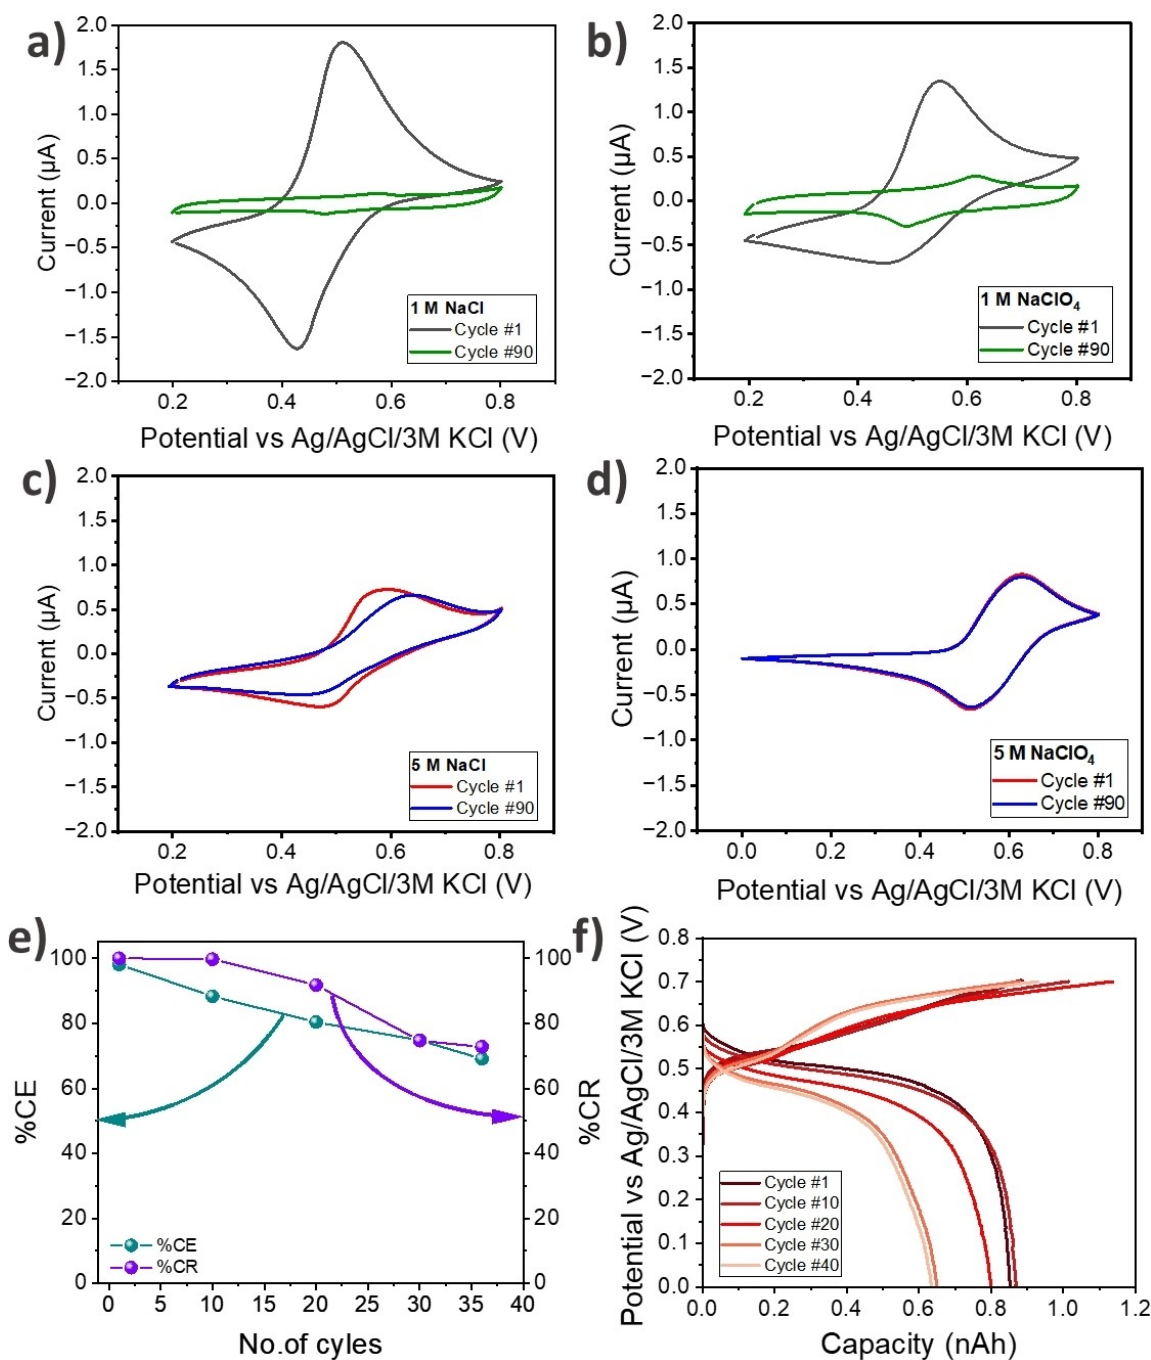 a)
2.0
1.5
1.0
0.5
0.0
−0.5
−1.0
−1.5
−2.0
Current (µA)
1 M NaCl
Cycle #1
Cycle #90
0.2 0.4 0.6 0.8
Potential vs Ag/AgCl/3M KCl (V)
b)
2.0
1.5
1.0
0.5
0.0
−0.5
−1.0
−1.5
−2.0
Current (µA)
1 M NaClO4
Cycle #1
Cycle #90
0.2 0.4 0.6 0.8
Potential vs Ag/AgCl/3M KCl (V)
c)
2.0
1.5
1.0
0.5
0.0
−0.5
−1.0
−1.5
−2.0
Current (µA)
5 M NaCl
Cycle #1
Cycle #90
0.2 0.4 0.6 0.8
Potential vs Ag/AgCl/3M KCl (V)
d)
2.0
1.5
1.0
0.5
0.0
−0.5
−1.0
−1.5
−2.0
Current (µA)
5 M NaClO4
Cycle #1
Cycle #90
0.0 0.2 0.4 0.6 0.8
Potential vs Ag/AgCl/3M KCl (V)
e)
100
80
60
40
20
0
%CE
100
80
60
40
20
0
%CR
%CE
%CR
0 5 10 15 20 25 30 35 40
No.of cyles
f)
0.8
0.7
0.6
0.5
0.4
0.3
0.2
0.1
0.0
Potential vs Ag/AgCl/3M KCl (V)
Cycle #1
Cycle #10
Cycle #20
Cycle #30
Cycle #40
0.0 0.2 0.4 0.6 0.8 1.0 1.2
Capacity (nAh)